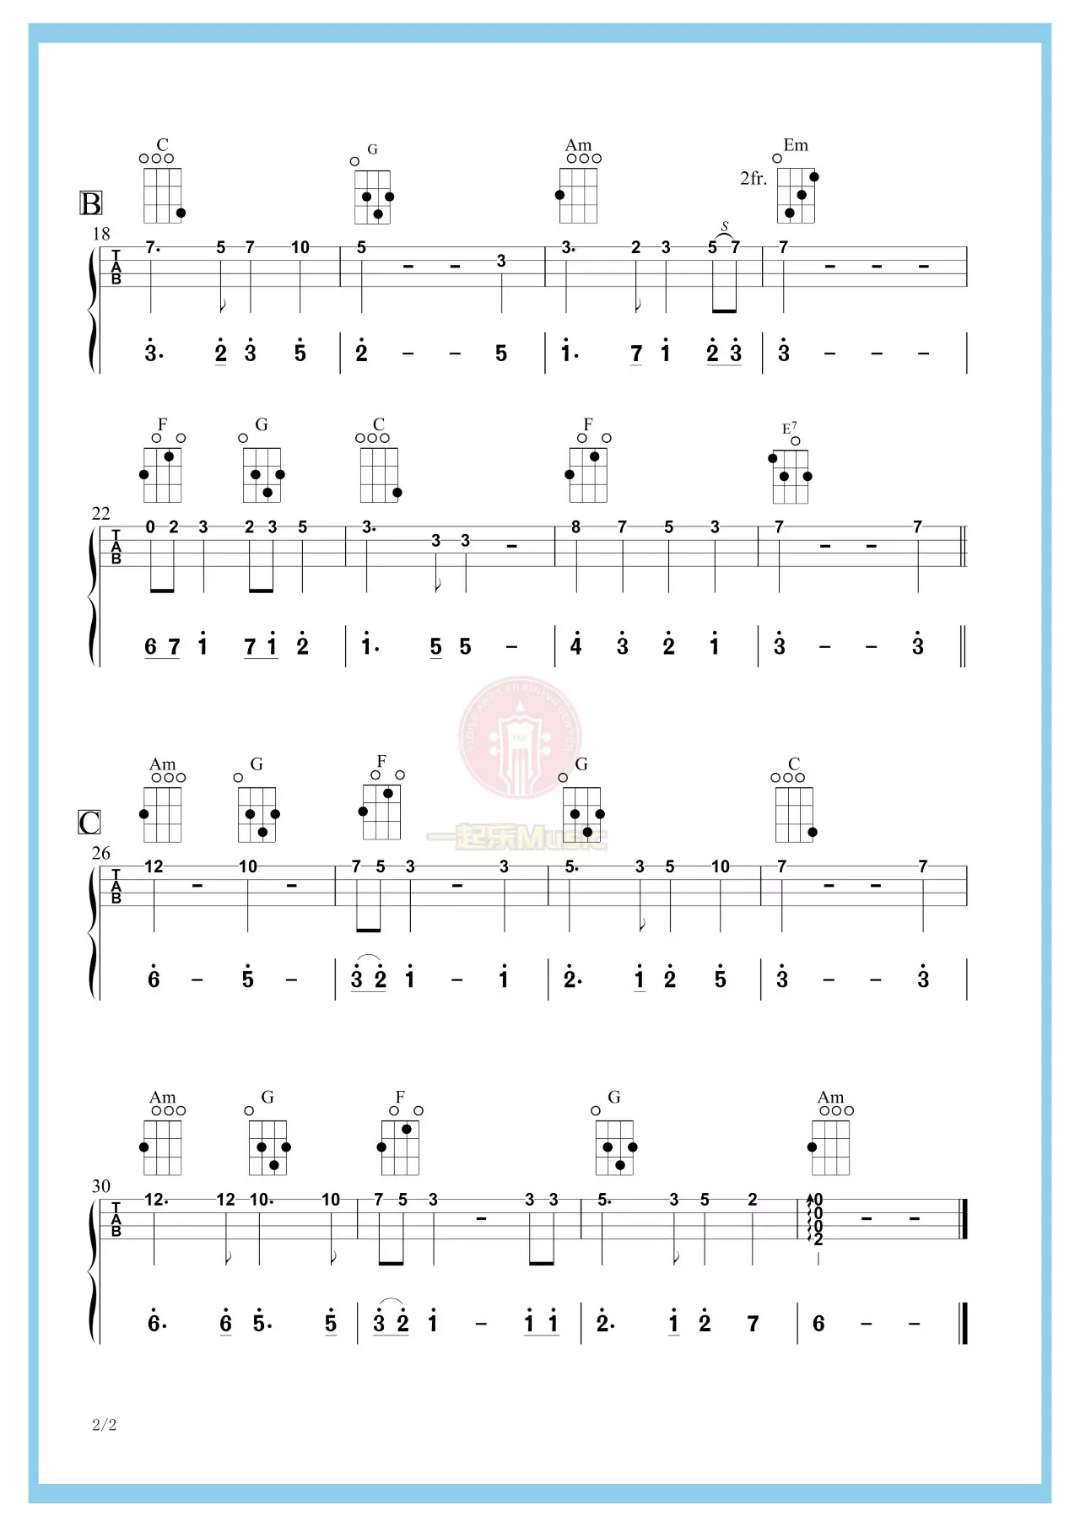 C G Am Em
2fr.
B
18
S
T 7. 5 7 10 5 - - 3 3. 2 3 5 7 7 - - -
A
B
3. 2 3 5 2 - - 5 1. 7 1 2 3 3 - - -
F G C F E7
22
T 0 2 3 2 3 5 3. 3 3 - 8 7 5 3 7 - - 7
A
B
6 7 1 7 1 2 1. 5 5 - 4 3 2 1 3 - - 3
Am G F G C
一起乐Music
C
26
T 12 - 10 - 7 5 3 - 3 5. 3 5 10 7 - - 7
A
B
6 - 5 - 3 2 1 - 1 2. 1 2 5 3 - - 3
Am G F G Am
30
T 12. 12 10. 10 7 5 3 - 3 3 5. 3 5 2 0 - -
A 0
B 0
2
6. 6 5. 5 3 2 1 - 1 1 2. 1 2 7 6 - -
2/2